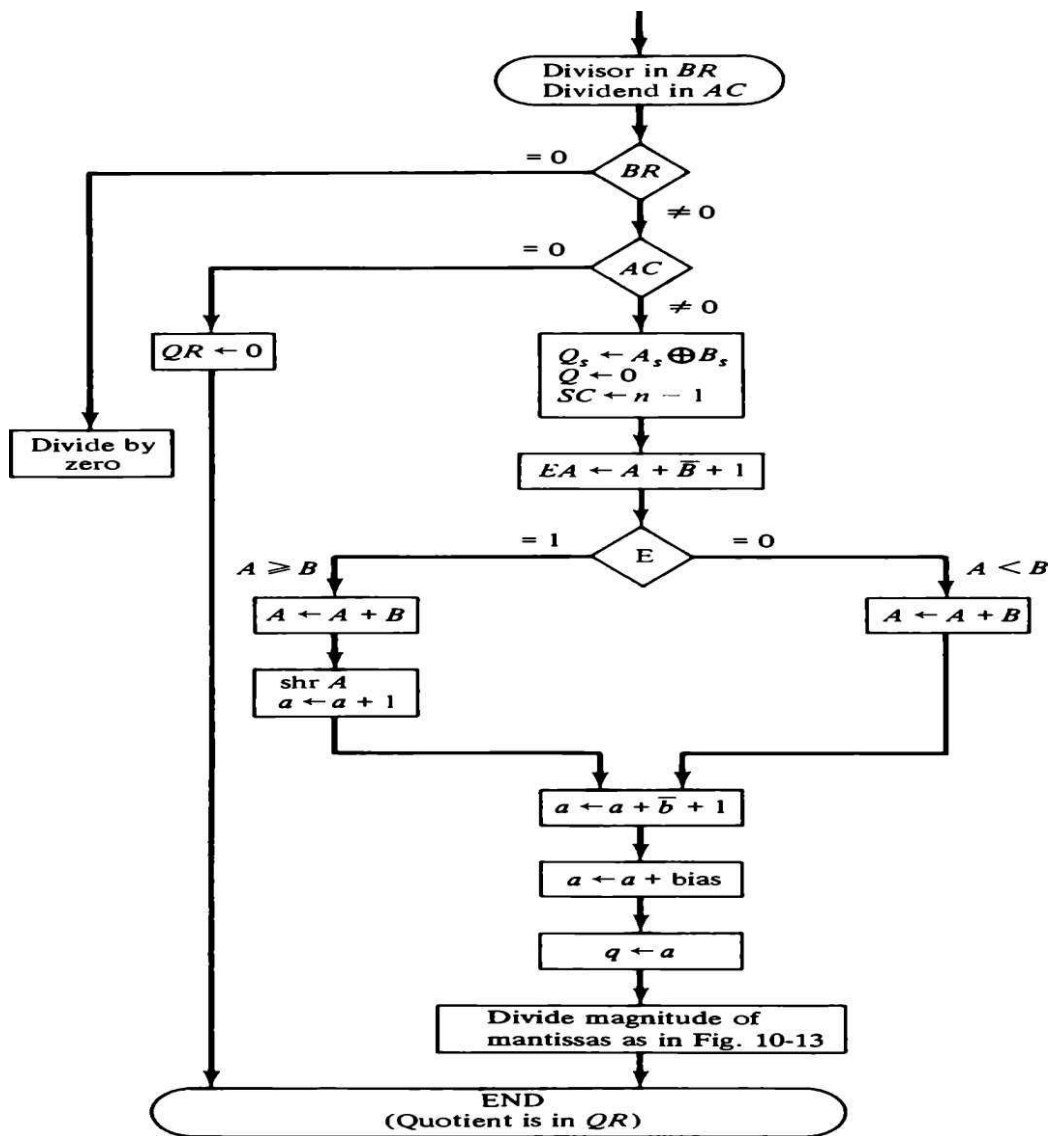 Divisor in BR
Dividend in AC
= 0
BR
≠ 0
= 0
AC
≠ 0
QR ← 0
Qₛ ← Aₛ ⊕ Bₛ
Q ← 0
SC ← n − 1
Divide by
zero
EA ← A + B̅ + 1
= 1
E
= 0
A ⩾ B
A < B
A ← A + B
A ← A + B
shr A
a ← a + 1
a ← a + b̅ + 1
a ← a + bias
q ← a
Divide magnitude of
mantissas as in Fig. 10-13
END
(Quotient is in QR)